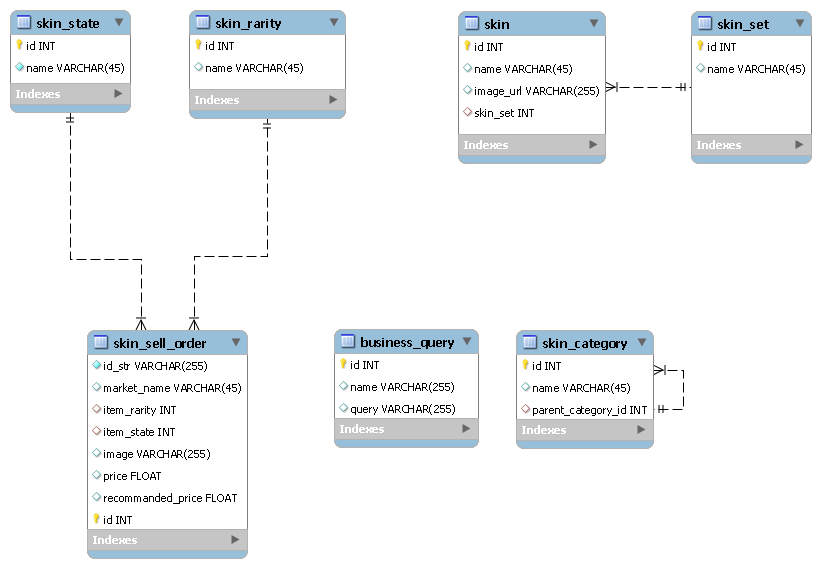 skin_state
id INT
name VARCHAR(45)
Indexes
skin_rarity
id INT
name VARCHAR(45)
Indexes
skin
id INT
name VARCHAR(45)
image_url VARCHAR(255)
skin_set INT
Indexes
skin_set
id INT
name VARCHAR(45)
Indexes
skin_sell_order
id_str VARCHAR(255)
market_name VARCHAR(45)
item_rarity INT
item_state INT
image VARCHAR(255)
price FLOAT
recommanded_price FLOAT
id INT
Indexes
business_query
id INT
name VARCHAR(255)
query VARCHAR(255)
Indexes
skin_category
id INT
name VARCHAR(45)
parent_category_id INT
Indexes